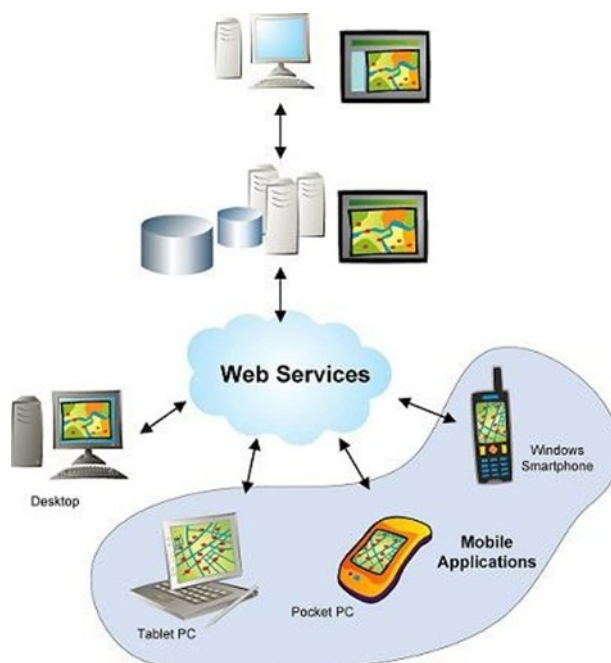 Web Services
Desktop
Windows
Smartphone
Mobile
Applications
Tablet PC
Pocket PC